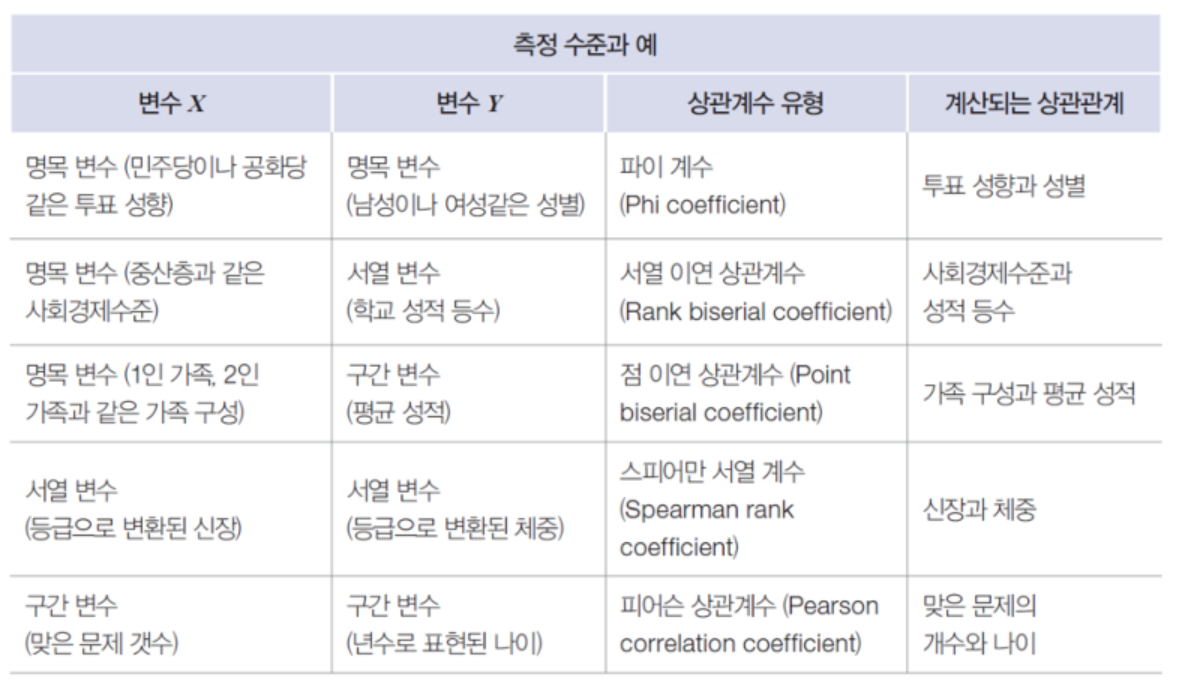 측정 수준과 예
변수 X
변수 Y
상관계수 유형
계산되는 상관관계
명목 변수 (민주당이나 공화당
같은 투표 성향)
명목 변수
(남성이나 여성같은 성별)
파이 계수
(Phi coefficient)
투표 성향과 성별
명목 변수 (중산층과 같은
사회경제수준)
서열 변수
(학교 성적 등수)
서열 이연 상관계수
(Rank biserial coefficient)
사회경제수준과
성적 등수
명목 변수 (1인 가족, 2인
가족과 같은 가족 구성)
구간 변수
(평균 성적)
점 이연 상관계수 (Point
biserial coefficient)
가족 구성과 평균 성적
서열 변수
(등급으로 변환된 신장)
서열 변수
(등급으로 변환된 체중)
스피어만 서열 계수
(Spearman rank
coefficient)
신장과 체중
구간 변수
(맞은 문제 갯수)
구간 변수
(년수로 표현된 나이)
피어슨 상관계수 (Pearson
correlation coefficient)
맞은 문제의
개수와 나이